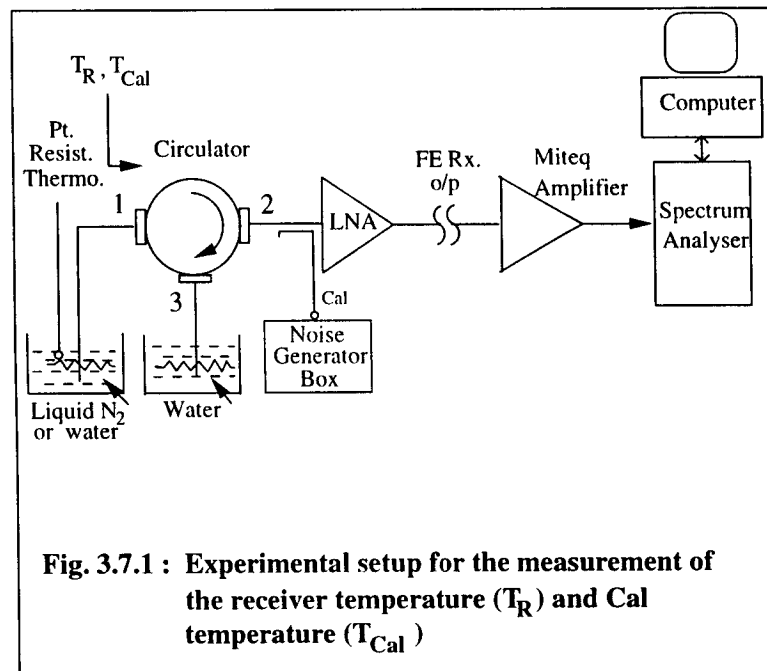 T_R, T_Cal
Pt.
Resist.
Thermo.
Circulator
1
2
3
LNA
FE Rx.
o/p
Miteq
Amplifier
Computer
Spectrum
Analyser
Cal
Noise
Generator
Box
Liquid N₂
or water
Water
Fig. 3.7.1 : Experimental setup for the measurement of
the receiver temperature (T_R) and Cal
temperature (T_Cal)